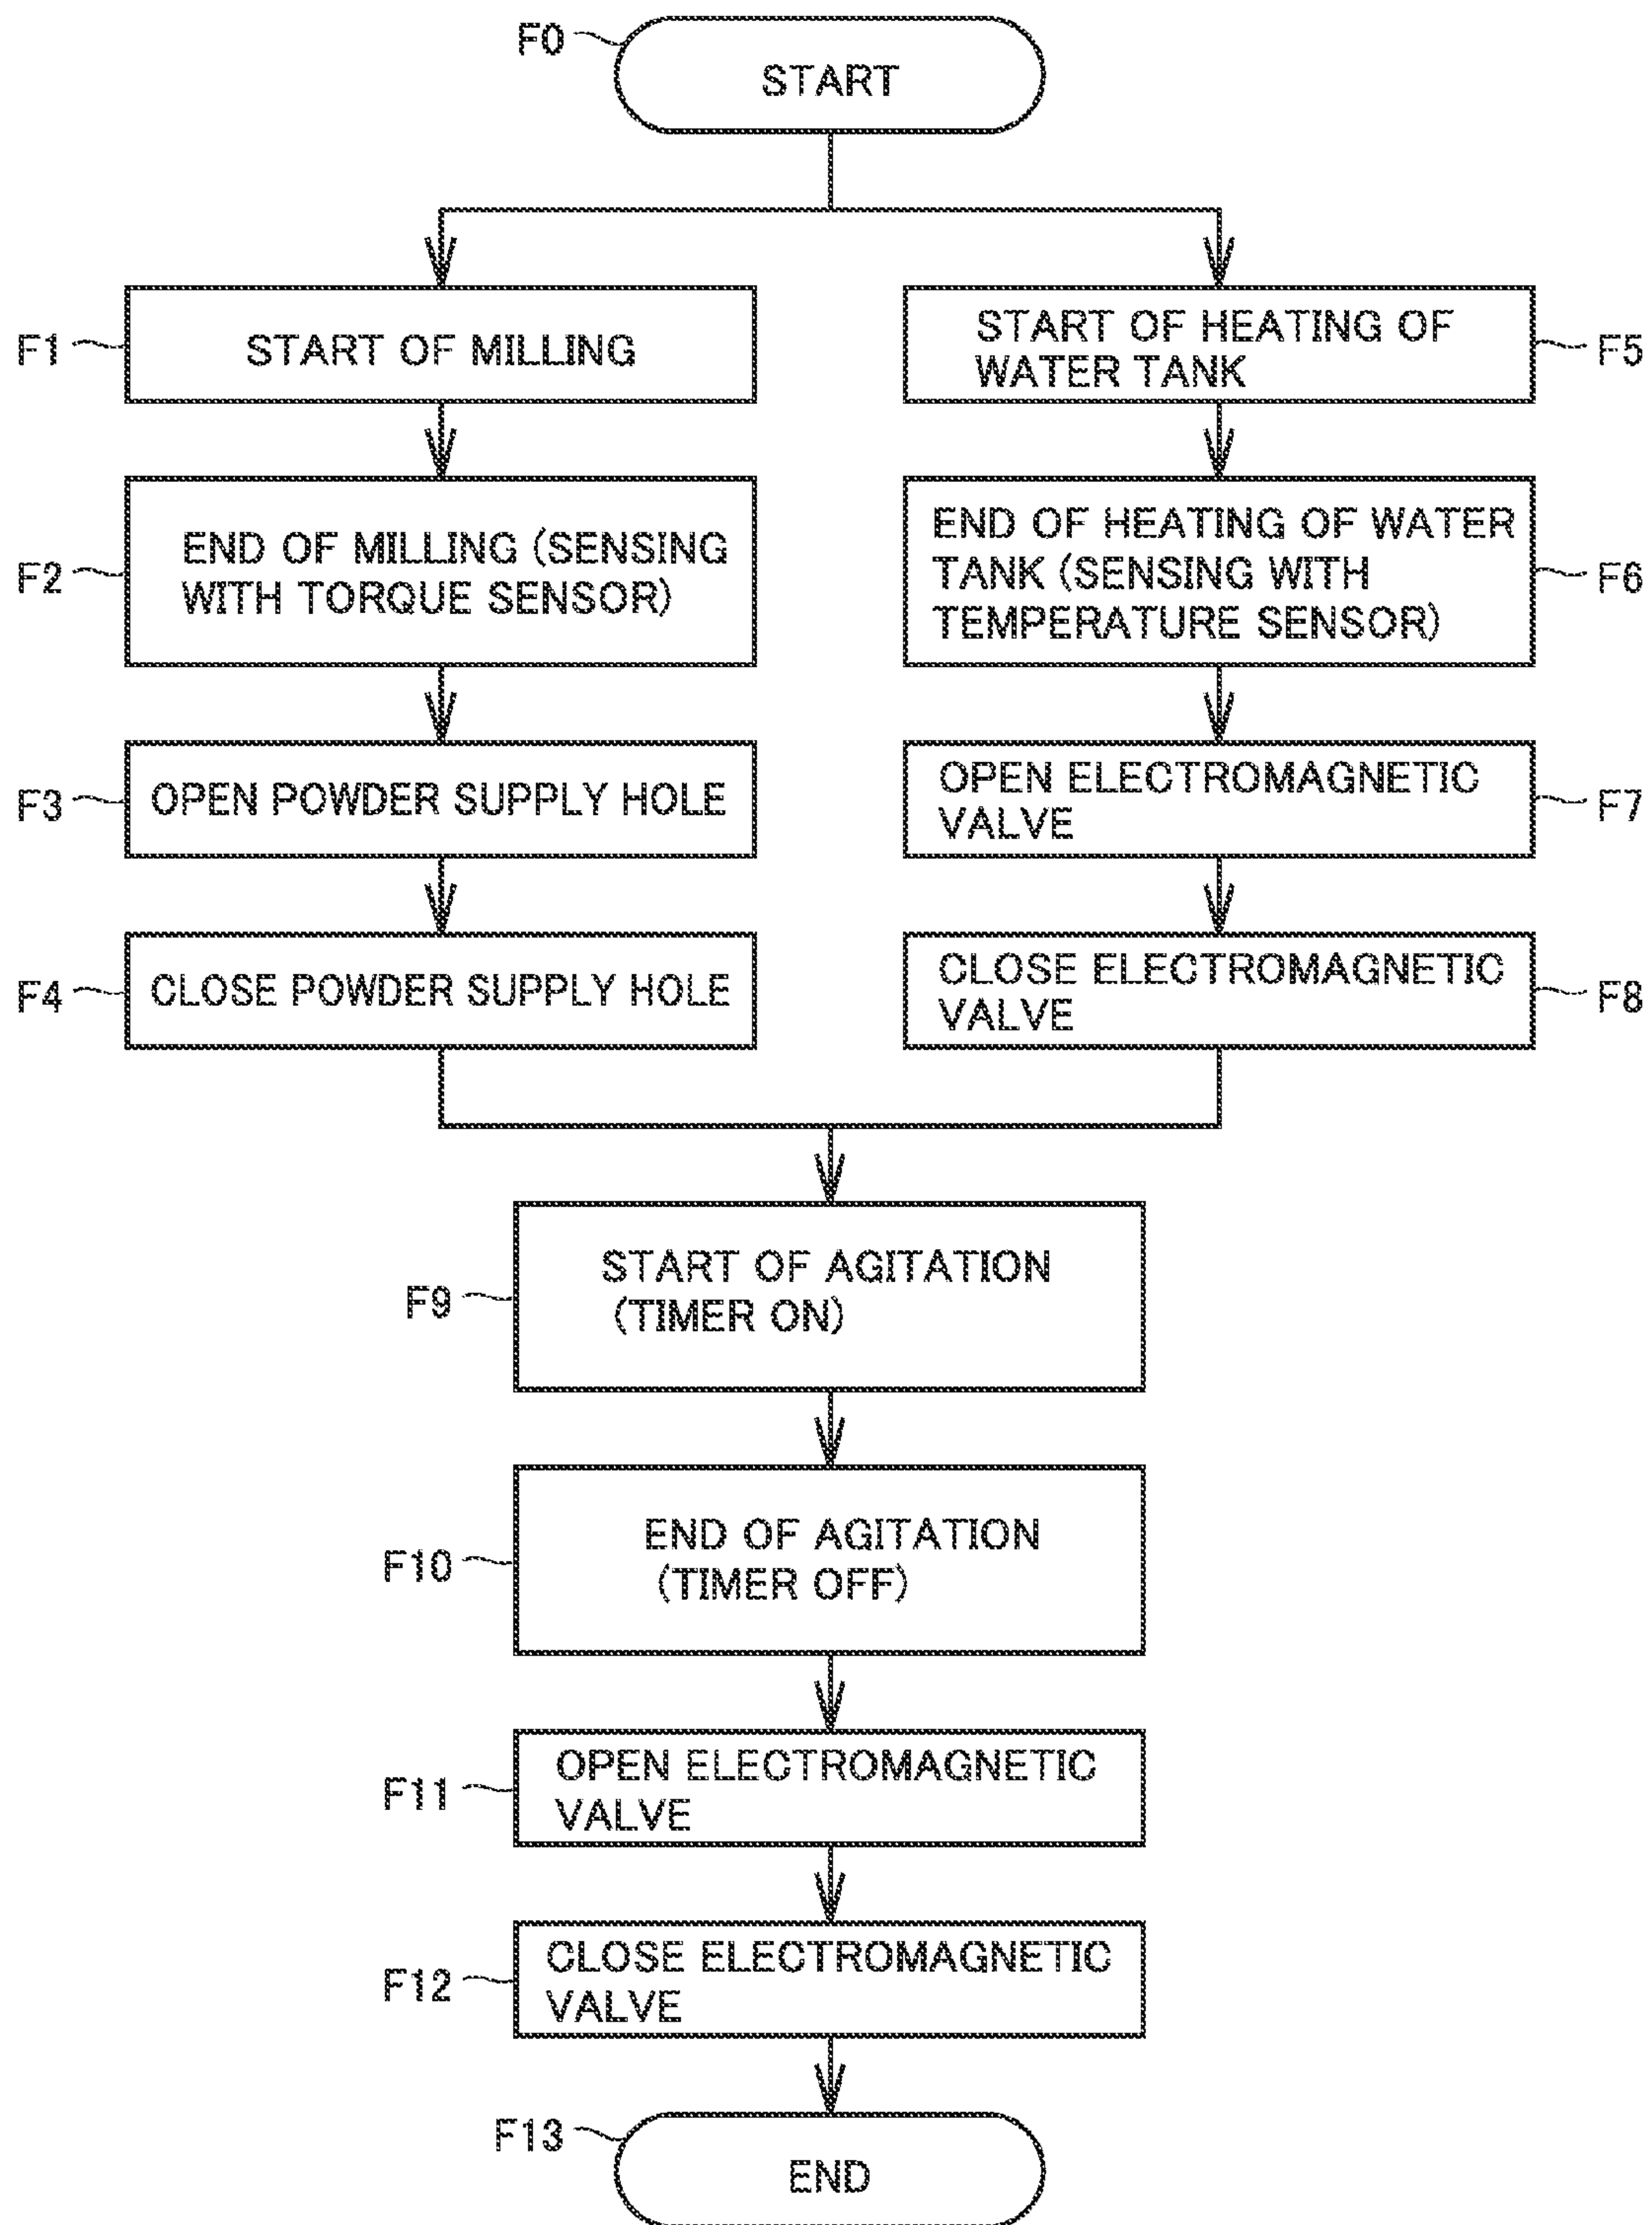 F0
START
F1
START OF MILLING
START OF HEATING OF
WATER TANK
F5
F2
END OF MILLING (SENSING
WITH TORQUE SENSOR)
END OF HEATING OF WATER
TANK (SENSING WITH
TEMPERATURE SENSOR)
F6
F3
OPEN POWDER SUPPLY HOLE
OPEN ELECTROMAGNETIC
VALVE
F7
F4
CLOSE POWDER SUPPLY HOLE
CLOSE ELECTROMAGNETIC
VALVE
F8
F9
START OF AGITATION
(TIMER ON)
F10
END OF AGITATION
(TIMER OFF)
F11
OPEN ELECTROMAGNETIC
VALVE
F12
CLOSE ELECTROMAGNETIC
VALVE
F13
END